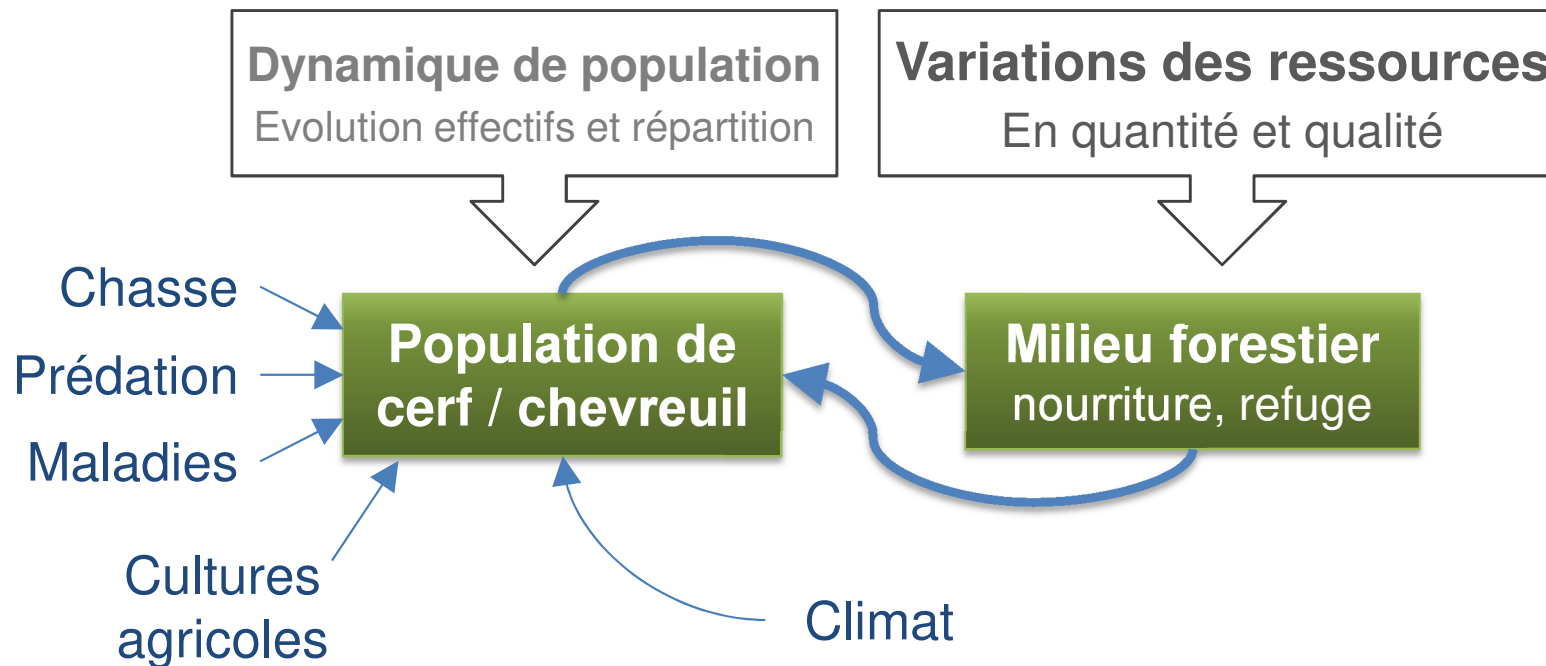 Dynamique de population
Evolution effectifs et répartition
Variations des ressources
En quantité et qualité
Chasse
Prédation
Maladies
Population de
cerf / chevreuil
Milieu forestier
nourriture, refuge
Cultures
agricoles
Climat